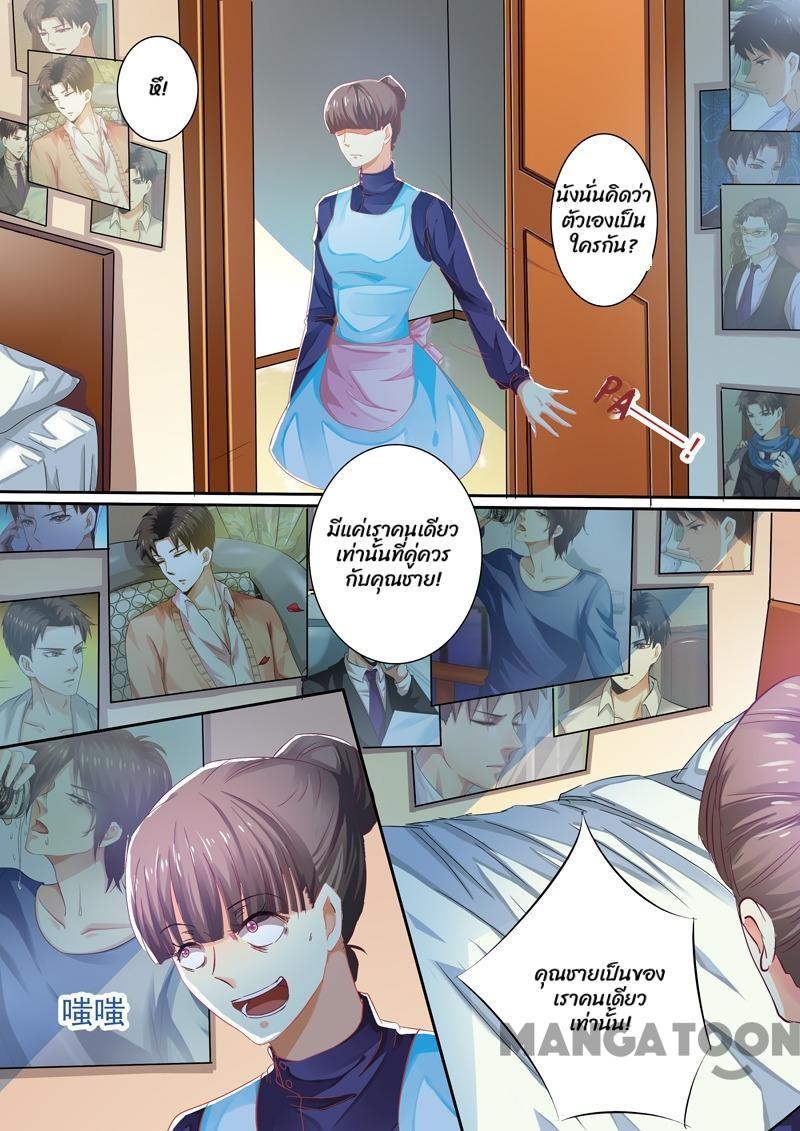 หึ!
นังนั่นคิดว่า
ตัวเองเป็น
ใครกัน?
PA—!
มีแค่เราคนเดียว
เท่านั้นที่คู่ควร
กับคุณชาย!
嗤嗤
คุณชายเป็นของ
เราคนเดียว
เท่านั้น!
MANGATOON